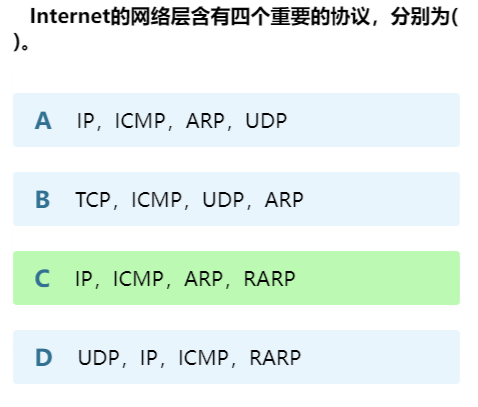 Internet的网络层含有四个重要的协议，分别为(
)。
A IP，ICMP，ARP，UDP
B TCP，ICMP，UDP，ARP
C IP，ICMP，ARP，RARP
D UDP，IP，ICMP，RARP